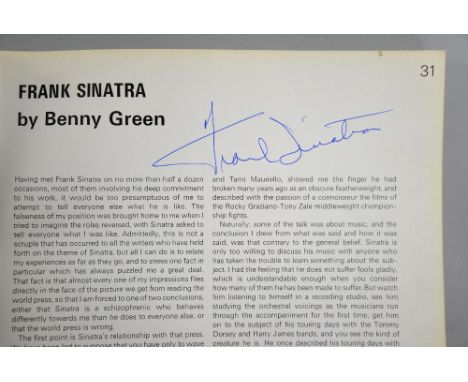 31
FRANK SINATRA
by Benny Green
Frank Sinatra
Having met Frank Sinatra on no more than half a dozen
occasions, most of them involving his deep commitment
to his work, it would be too presumptuous of me to
attempt to tell everyone else what he is like. The
falseness of my position was brought home to me when I
tried to imagine the roles reversed, with Sinatra asked to
tell everyone what I was like. Admittedly, this is not a
scruple that has occurred to all the writers who have held
forth on the theme of Sinatra, but all I can do is to relate
my experiences as far as they go, and to stress one fact in
particular which has always puzzled me a great deal.
That fact is that almost every one of my impressions flies
directly in the face of the picture we get from reading the
world press, so that I am forced to one of two conclusions,
either that Sinatra is a schizophrenic who behaves
differently towards me than he does to everyone else, or
that the world press is wrong.
The first point is Sinatra's relationship with that press.
We have been led to suppose that you have only to wave
and Tami Mauriello, showed me the finger he had
broken many years ago as an obscure featherweight, and
described with the passion of a connoisseur the films of
the Rocky Graziano-Tony Zale middleweight champion-
ship fights.
Naturally, some of the talk was about music, and the
conclusion I drew from what was said and how it was
said, was that contrary to the general belief, Sinatra is
only too willing to discuss his music with anyone who
has taken the trouble to learn something about the sub-
ject. I had the feeling that he does not suffer fools gladly,
which is understandable enough when you consider
how many of them he has been made to suffer. But watch
him listening to himself in a recording studio, see him
studying the orchestral voicings as the musicians run
through the accompaniment for the first time, get him
on to the subject of his touring days with the Tommy
Dorsey and Harry James bands, and you see the kind of
creature he is. He once described his touring days with